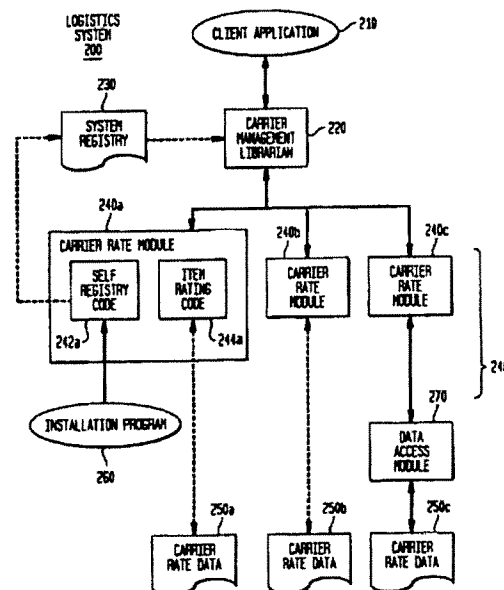 LOGISTICS
SYSTEM
200
CLIENT APPLICATION
210
230
SYSTEM
REGISTRY
CARRIER
MANAGEMENT
LIBRARIAN
220
240a
CARRIER RATE MODULE
SELF
REGISTRY
CODE
242a
ITEM
RATING
CODE
244a
240b
CARRIER
RATE
MODULE
240c
CARRIER
RATE
MODULE
INSTALLATION PROGRAM
260
270
DATA
ACCESS
MODULE
250a
CARRIER
RATE DATA
250b
CARRIER
RATE DATA
250c
CARRIER
RATE DATA